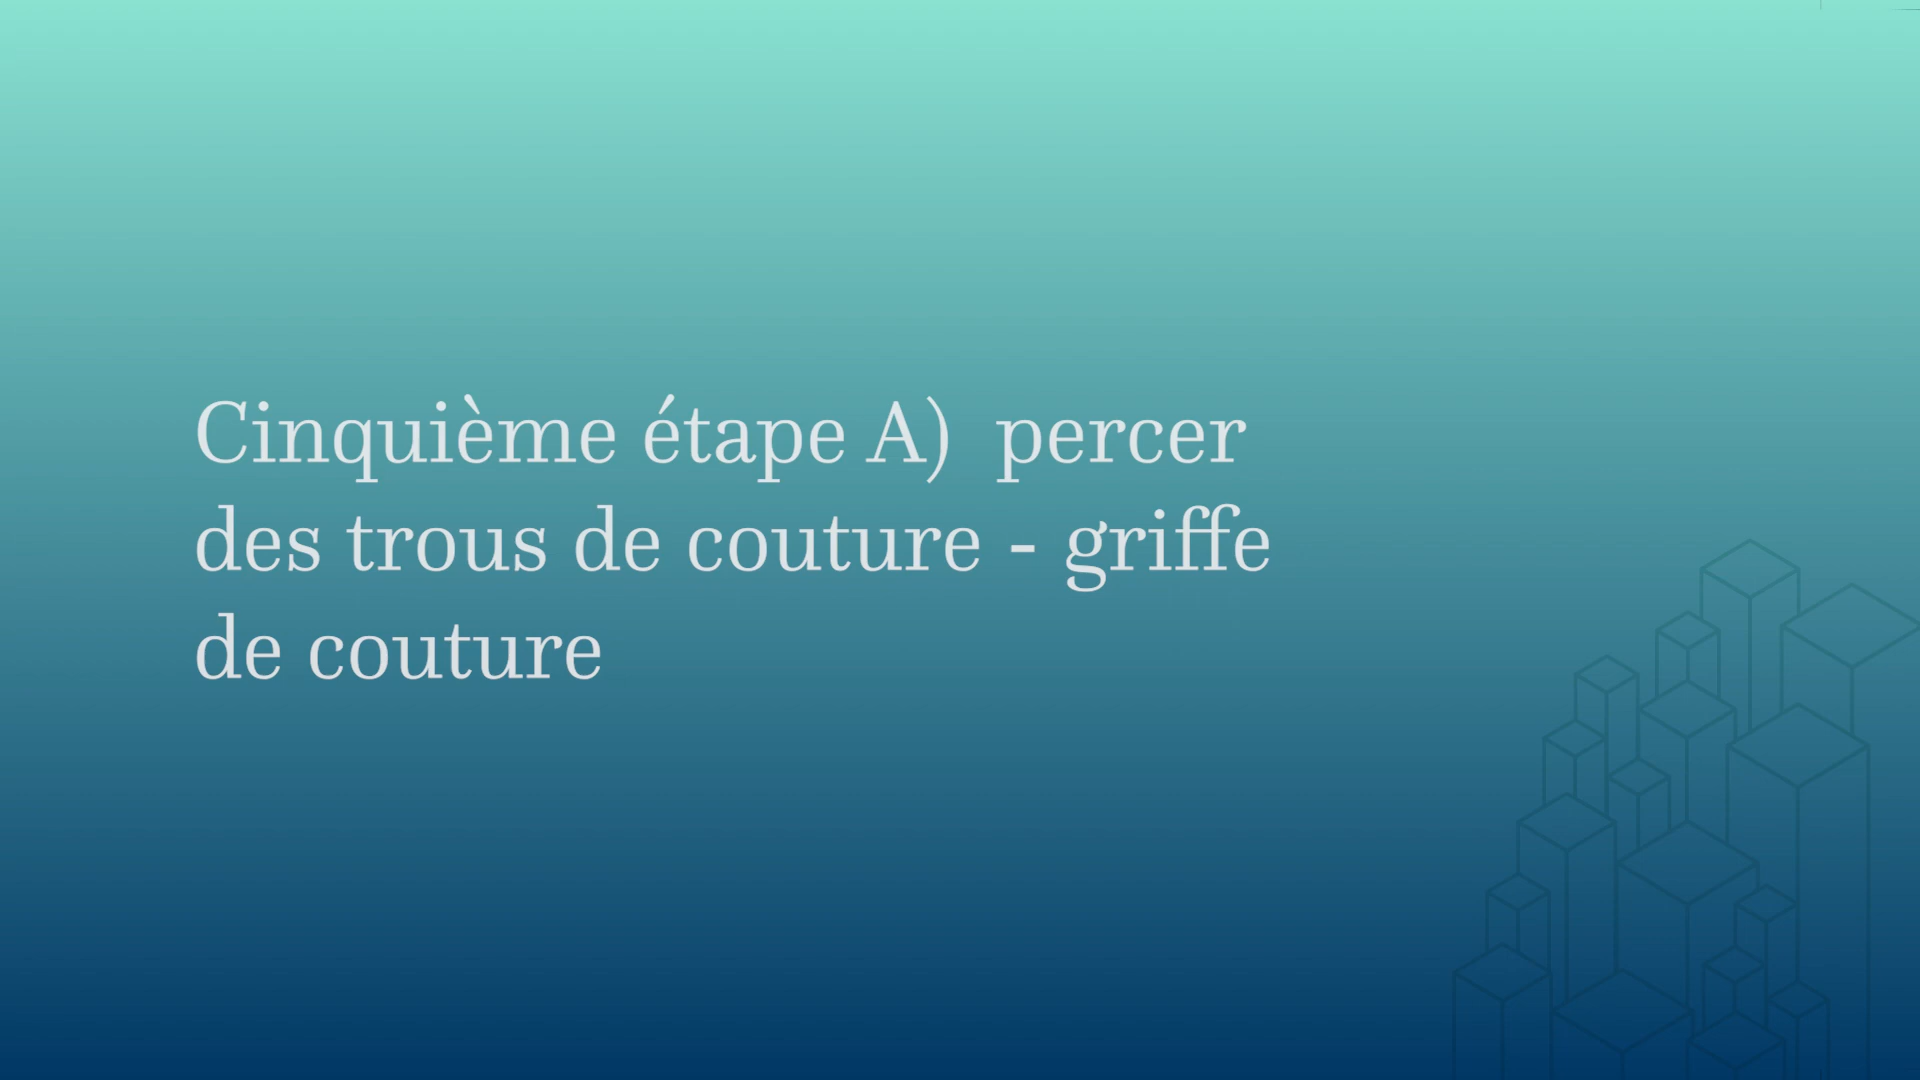 Cinquième étape A)  percer
des trous de couture - griffe
de couture